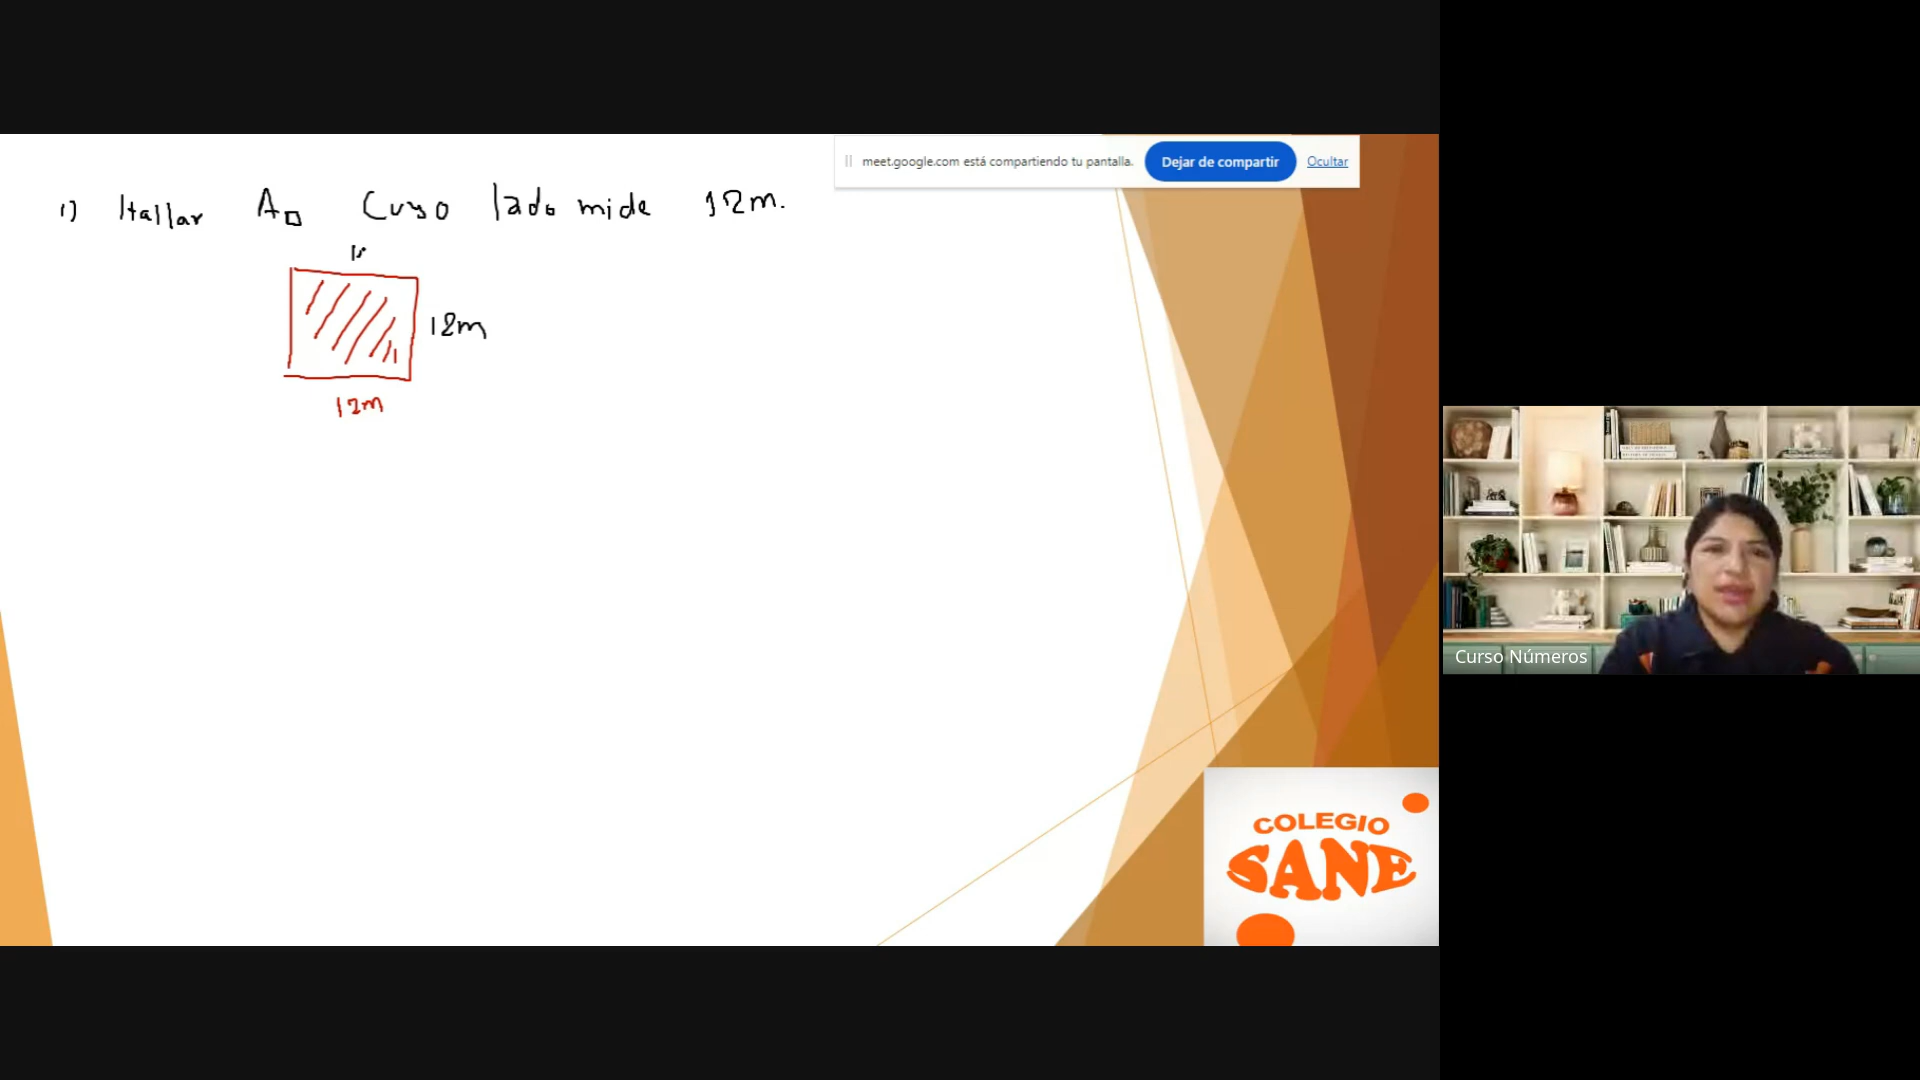 meet.google.com está compartiendo tu pantalla. Dejar de compartir Ocultar
1) Hallar A□ Cuyo lado mide 12m.
12m
12m
Curso Números
COLEGIO
SANE